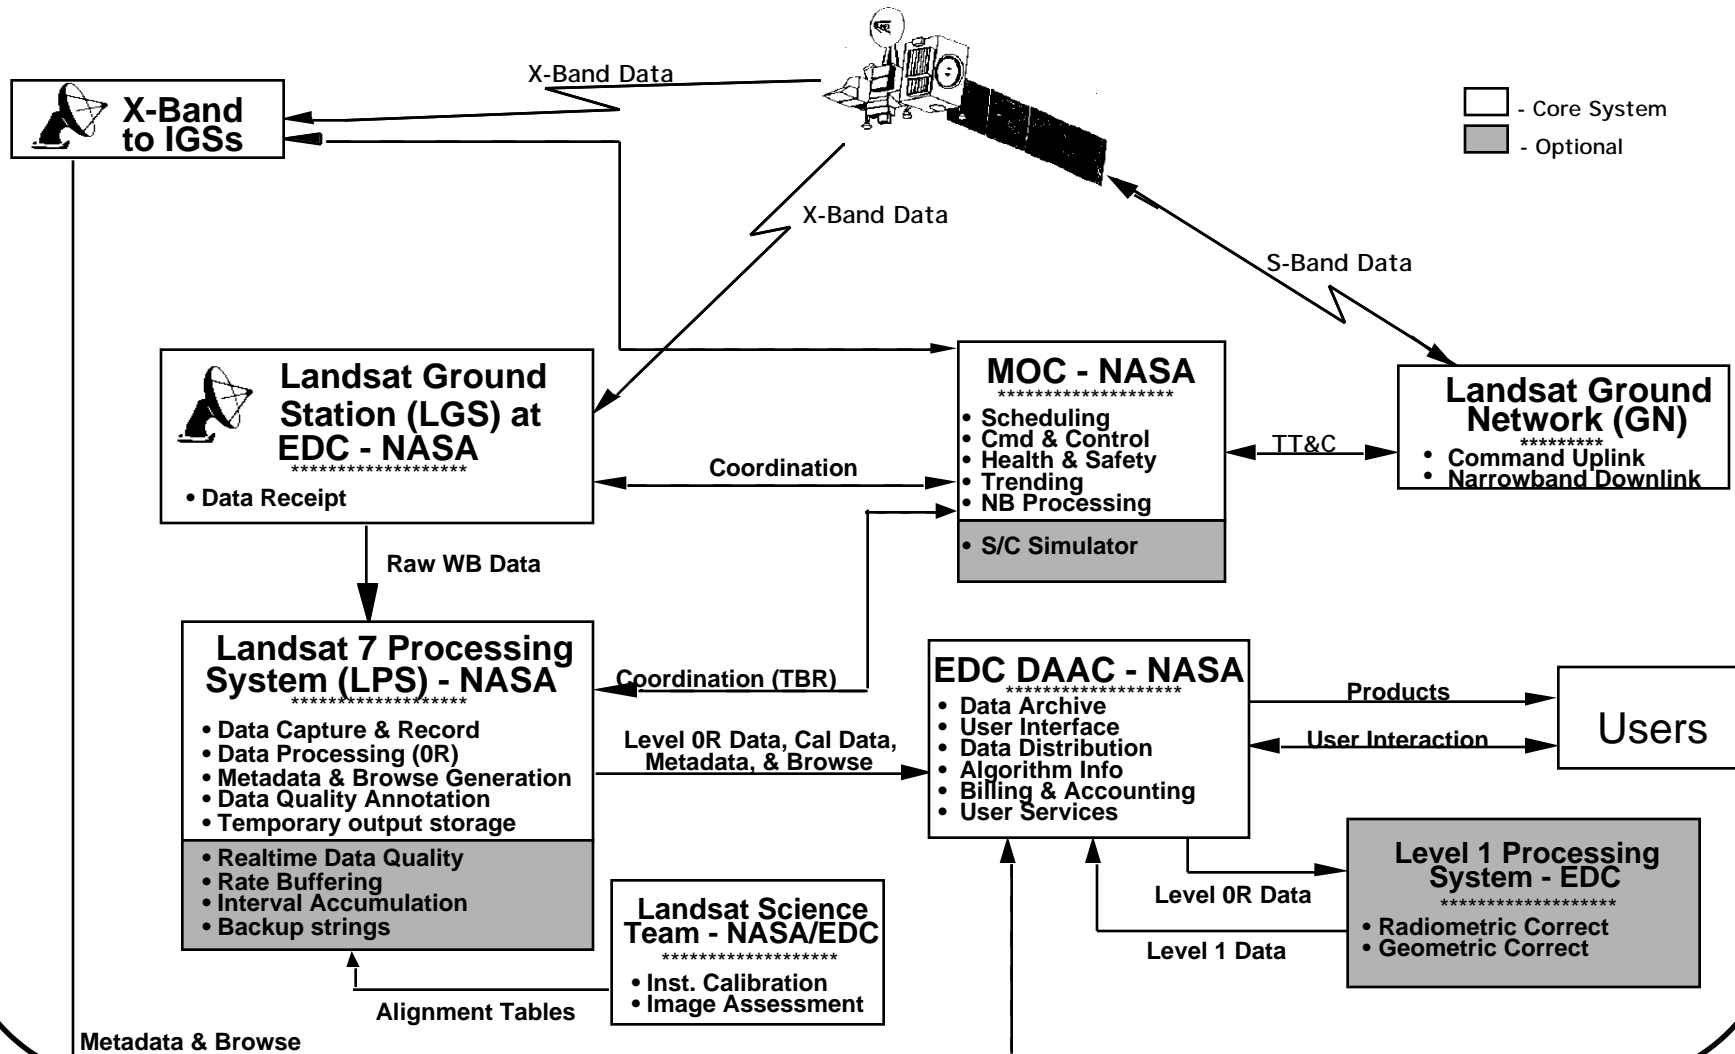 X-Band Data
- Core System
- Optional
X-Band
to IGSs
X-Band Data
S-Band Data
Landsat Ground
Station (LGS) at
EDC - NASA
*******************
• Data Receipt
Coordination
MOC - NASA
*******************
• Scheduling
• Cmd & Control
• Health & Safety
• Trending
• NB Processing
• S/C Simulator
TT&C
Landsat Ground
Network (GN)
*********
• Command Uplink
• Narrowband Downlink
Raw WB Data
Landsat 7 Processing
System (LPS) - NASA
*******************
• Data Capture & Record
• Data Processing (0R)
• Metadata & Browse Generation
• Data Quality Annotation
• Temporary output storage
• Realtime Data Quality
• Rate Buffering
• Interval Accumulation
• Backup strings
Coordination (TBR)
Level 0R Data, Cal Data,
Metadata, & Browse
EDC DAAC - NASA
*******************
• Data Archive
• User Interface
• Data Distribution
• Algorithm Info
• Billing & Accounting
• User Services
Products
User Interaction
Users
Level 0R Data
Level 1 Data
Level 1 Processing
System - EDC
*******************
• Radiometric Correct
• Geometric Correct
Landsat Science
Team - NASA/EDC
*******************
• Inst. Calibration
• Image Assessment
Alignment Tables
Metadata & Browse